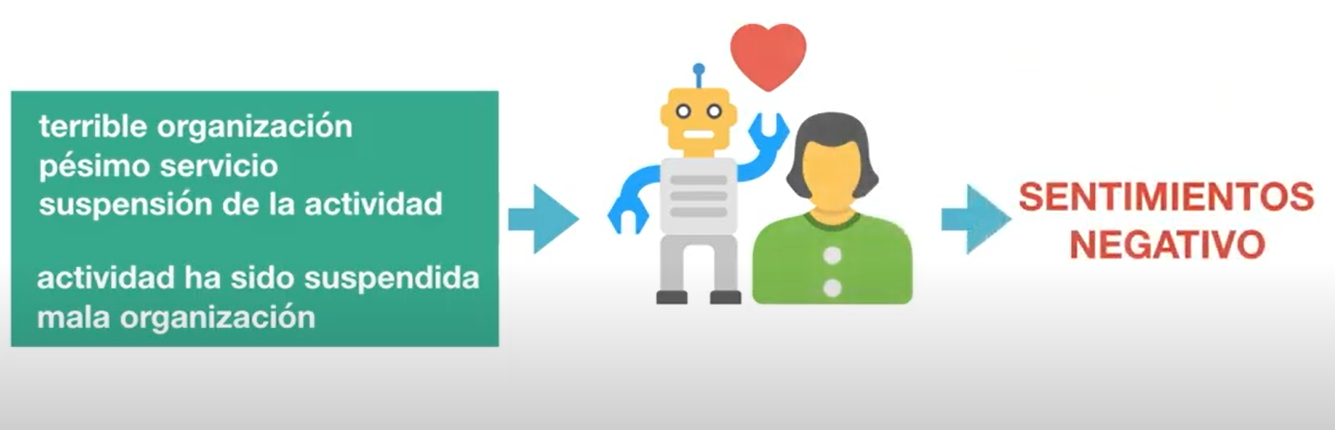 terrible organización
pésimo servicio
suspensión de la actividad
actividad ha sido suspendida
mala organización
SENTIMIENTOS
NEGATIVO